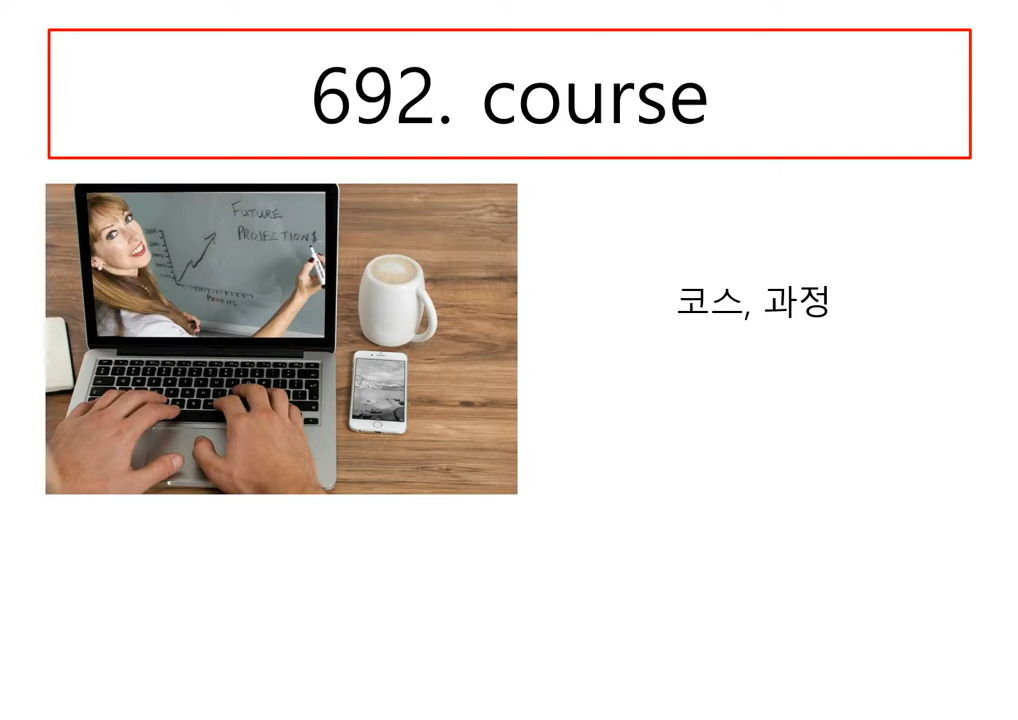 692. course
FUTURE
PROJECTIONS
코스, 과정